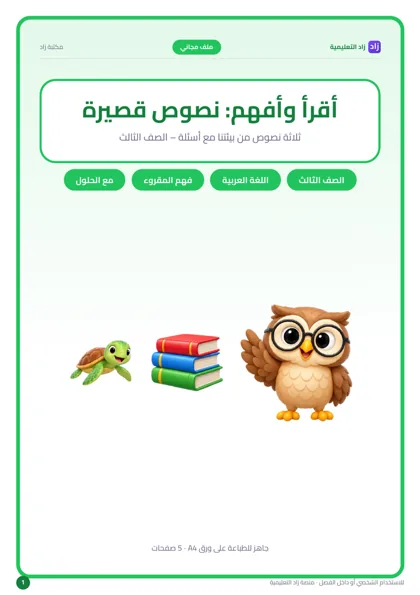 زاد زاد التعليمية
ملف مجاني
مكتبة زاد
أقرأ وأفهم: نصوص قصيرة
ثلاثة نصوص من بيئتنا مع أسئلة – الصف الثالث
الصف الثالث
اللغة العربية
فهم المقروء
مع الحلول
جاهز للطباعة على ورق A4 · 5 صفحات
للاستخدام الشخصي أو داخل الفصل · منصة زاد التعليمية
1